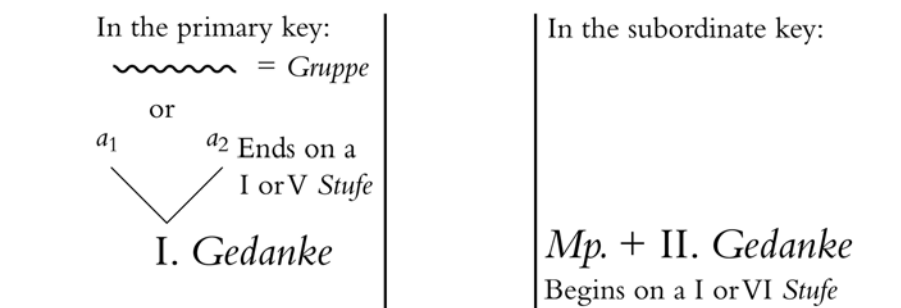 In the primary key:
= Gruppe
or
a1 a2 Ends on a
I or V Stufe
I. Gedanke
In the subordinate key:
Mp. + II. Gedanke
Begins on a I or VI Stufe